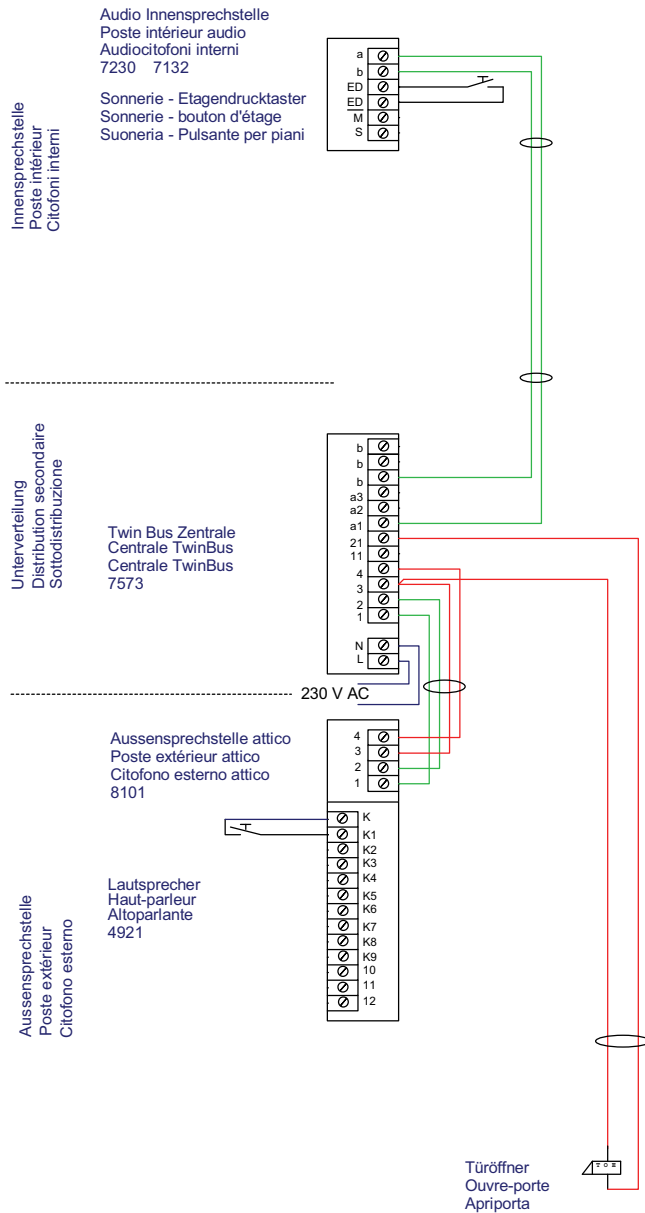 Audio Innensprechstelle
Poste intérieur audio
Audiocitofoni interni
7230 7132
Sonnerie - Etagendrucktaster
Sonnerie - bouton d'étage
Suoneria - Pulsante per piani
Innensprechstelle
Poste intérieur
Citofoni interni
a
b
ED
ED
M
S
Unterverteilung
Distribution secondaire
Sottodistribuzione
Twin Bus Zentrale
Centrale TwinBus
Centrale TwinBus
7573
b
b
b
a3
a2
a1
21
11
4
3
2
1
N
L
230 V AC
Aussensprechstelle attico
Poste extérieur attico
Citofono esterno attico
8101
4
3
2
1
Lautsprecher
Haut-parleur
Altoparlante
4921
Aussensprechstelle
Poste extérieur
Citofono esterno
K
K1
K2
K3
K4
K5
K6
K7
K8
K9
10
11
12
Türöffner
Ouvre-porte
Apriporta